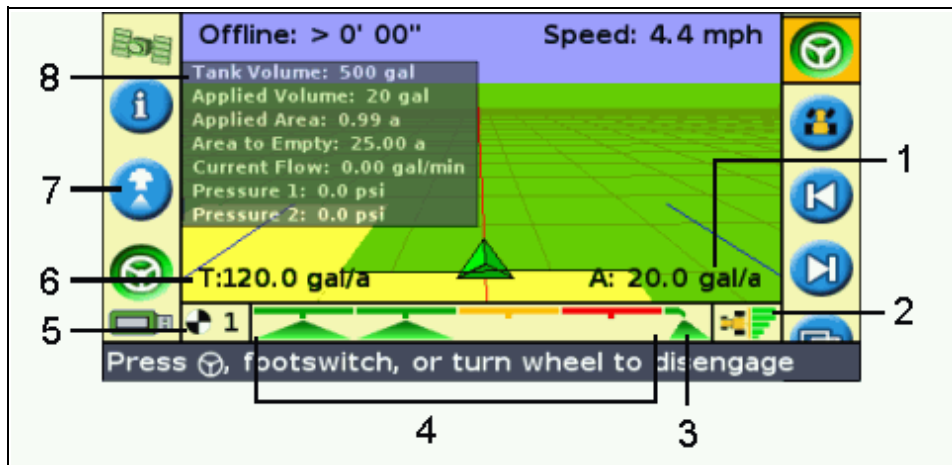 Offline: > 0' 00" Speed: 4.4 mph
8
Tank Volume: 500 gal
Applied Volume: 20 gal
Applied Area: 0.99 a
Area to Empty: 25.00 a
Current Flow: 0.00 gal/min
Pressure 1: 0.0 psi
Pressure 2: 0.0 psi
1
7
6
T:120.0 gal/a A: 20.0 gal/a
5
1
2
Press , footswitch, or turn wheel to disengage
4
3